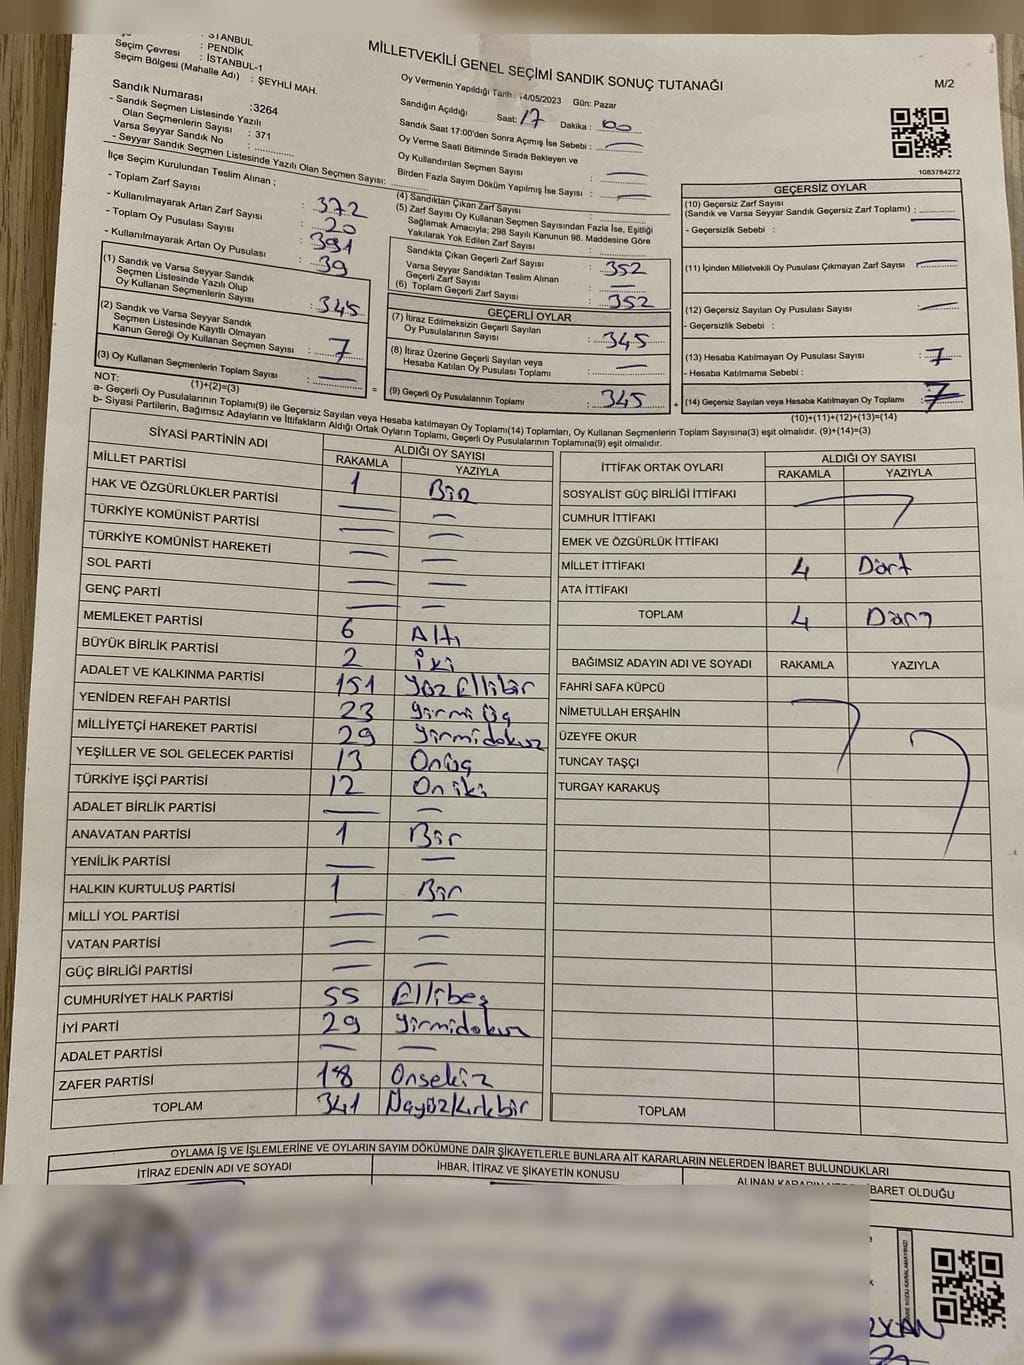 MİLLETVEKİLİ GENEL SEÇİMİ SANDIK SONUÇ TUTANAĞI
M/2
: İSTANBUL
: PENDİK
Seçim Çevresi : İSTANBUL-1
Seçim Bölgesi (Mahalle Adı) : ŞEYHLİ MAH.
Sandık Numarası :3264
- Sandık Seçmen Listesinde Yazılı
Olan Seçmenlerin Sayısı : 371
Varsa Seyyar Sandık No :
- Seyyar Sandık Seçmen Listesinde Yazılı Olan Seçmen Sayısı:
Oy Vermenin Yapıldığı Tarih : 14/05/2023 Gün: Pazar
Sandığın Açıldığı Saat: 17 Dakika : 00
Sandık Saat 17:00'den Sonra Açımış İse Sebebi : —
Oy Verme Saati Bitiminde Sırada Bekleyen ve
Oy Kullandırılan Seçmen Sayısı : —
Birden Fazla Sayım Döküm Yapılmış İse Sayısı : —
İlçe Seçim Kurulundan Teslim Alınan ;
- Toplam Zarf Sayısı : 372
- Kullanılmayarak Artan Zarf Sayısı : 20
- Toplam Oy Pusulası Sayısı : 391
- Kullanılmayarak Artan Oy Pusulası : 39
(1) Sandık ve Varsa Seyyar Sandık
Seçmen Listesinde Yazılı Olup
Oy Kullanan Seçmenlerin Sayısı : 345
(2) Sandık ve Varsa Seyyar Sandık
Seçmen Listesinde Kayıtlı Olmayan
Kanun Gereği Oy Kullanan Seçmen Sayısı : 7
(3) Oy Kullanan Seçmenlerin Toplam Sayısı : —
(1)+(2)=(3)
(4) Sandıktan Çıkan Zarf Sayısı :
(5) Zarf Sayısı Oy Kullanan Seçmen Sayısından Fazla İse, Eşitliği
Sağlamak Amacıyla; 298 Sayılı Kanunun 98. Maddesine Göre
Yakılarak Yok Edilen Zarf Sayısı :
Sandıkta Çıkan Geçerli Zarf Sayısı : 352
Varsa Seyyar Sandıktan Teslim Alınan
Geçerli Zarf Sayısı : —
(6) Toplam Geçerli Zarf Sayısı : 352
GEÇERLİ OYLAR
(7) İtiraz Edilmeksizin Geçerli Sayılan
Oy Pusulalarının Sayısı : 345
(8) İtiraz Üzerine Geçerli Sayılan veya
Hesaba Katılan Oy Pusulası Toplamı : —
= (9) Geçerli Oy Pusulalarının Toplamı : 345
1083784272
GEÇERSİZ OYLAR
(10) Geçersiz Zarf Sayısı
(Sandık ve Varsa Seyyar Sandık Geçersiz Zarf Toplamı) :
- Geçersizlik Sebebi : —
(11) İçinden Milletvekili Oy Pusulası Çıkmayan Zarf Sayısı : —
(12) Geçersiz Sayılan Oy Pusulası Sayısı : —
- Geçersizlik Sebebi :
(13) Hesaba Katılmayan Oy Pusulası Sayısı : 7
- Hesaba Katılmama Sebebi :
+ (14) Geçersiz Sayılan veya Hesaba Katılmayan Oy Toplamı : 7
(10)+(11)+(12)+(13)=(14)
NOT:
a- Geçerli Oy Pusulalarının Toplamı(9) ile Geçersiz Sayılan veya Hesaba katılmayan Oy Toplamı(14) Toplamları, Oy Kullanan Seçmenlerin Toplam Sayısına(3) eşit olmalıdır. (9)+(14)=(3)
b- Siyasi Partilerin, Bağımsız Adayların ve İttifakların Aldığı Ortak Oyların Toplamı, Geçerli Oy Pusulalarının Toplamına(9) eşit olmalıdır.
SİYASİ PARTİNİN ADI ALDIĞI OY SAYISI
RAKAMLA YAZIYLA
MİLLET PARTİSİ 1 Bir
HAK VE ÖZGÜRLÜKLER PARTİSİ — —
TÜRKİYE KOMÜNİST PARTİSİ — —
TÜRKİYE KOMÜNİST HAREKETİ — —
SOL PARTİ — —
GENÇ PARTİ — —
MEMLEKET PARTİSİ 6 Altı
BÜYÜK BİRLİK PARTİSİ 2 İki
ADALET VE KALKINMA PARTİSİ 151 Yüz Ellibir
YENİDEN REFAH PARTİSİ 23 Yirmi Üç
MİLLİYETÇİ HAREKET PARTİSİ 29 Yirmidokuz
YEŞİLLER VE SOL GELECEK PARTİSİ 13 Onüç
TÜRKİYE İŞÇİ PARTİSİ 12 On iki
ADALET BİRLİK PARTİSİ — —
ANAVATAN PARTİSİ 1 Bir
YENİLİK PARTİSİ — —
HALKIN KURTULUŞ PARTİSİ 1 Bir
MİLLİ YOL PARTİSİ — —
VATAN PARTİSİ — —
GÜÇ BİRLİĞİ PARTİSİ — —
CUMHURİYET HALK PARTİSİ 55 Ellibeş
İYİ PARTİ 29 Yirmidokuz
ADALET PARTİSİ — —
ZAFER PARTİSİ 18 Onsekiz
TOPLAM 341 Üçyüzkırkbir
İTTİFAK ORTAK OYLARI ALDIĞI OY SAYISI
RAKAMLA YAZIYLA
SOSYALİST GÜÇ BİRLİĞİ İTTİFAKI
CUMHUR İTTİFAKI
EMEK VE ÖZGÜRLÜK İTTİFAKI
MİLLET İTTİFAKI 4 Dört
ATA İTTİFAKI
TOPLAM 4 Dört
BAĞIMSIZ ADAYIN ADI VE SOYADI RAKAMLA YAZIYLA
FAHRİ SAFA KÜPCÜ
NİMETULLAH ERŞAHİN
ÜZEYFE OKUR
TUNCAY TAŞÇI
TURGAY KARAKUŞ
TOPLAM
OYLAMA İŞ VE İŞLEMLERİNE VE OYLARIN SAYIM DÖKÜMÜNE DAİR ŞİKAYETLERLE BUNLARA AİT KARARLARIN NELERDEN İBARET BULUNDUKLARI
İTİRAZ EDENİN ADI VE SOYADI İHBAR, İTİRAZ VE ŞİKAYETİN KONUSU ALINAN KARARIN İBARET OLDUĞU